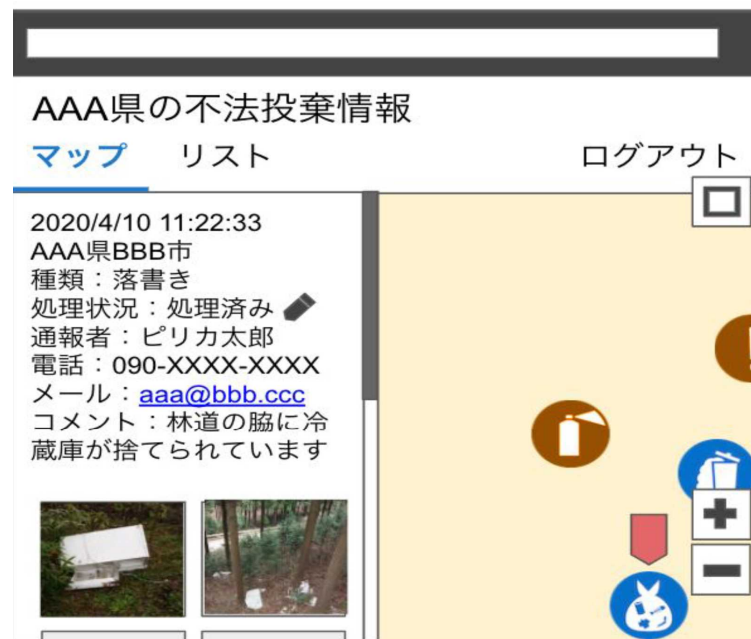 AAA県の不法投棄情報
マップ リスト ログアウト
2020/4/10 11:22:33
AAA県BBB市
種類：落書き
処理状況：処理済み
通報者：ピリカ太郎
電話：090-XXXX-XXXX
メール：aaa@bbb.ccc
コメント：林道の脇に冷
蔵庫が捨てられています